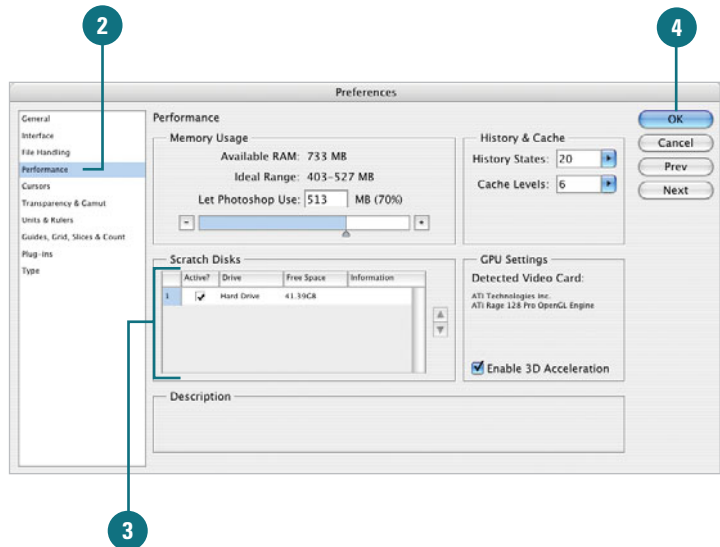 2
4
Preferences
General
Interface
File Handling
Performance
Cursors
Transparency & Gamut
Units & Rulers
Guides, Grid, Slices & Count
Plug-Ins
Type
Performance
Memory Usage
Available RAM: 733 MB
Ideal Range: 403-527 MB
Let Photoshop Use: 513 MB (70%)
- +
History & Cache
History States: 20
Cache Levels: 6
OK
Cancel
Prev
Next
Scratch Disks
Active? Drive Free Space Information
1 Hard Drive 41.39GB
GPU Settings
Detected Video Card:
ATI Technologies Inc.
ATI Rage 128 Pro OpenGL Engine
Enable 3D Acceleration
Description
3